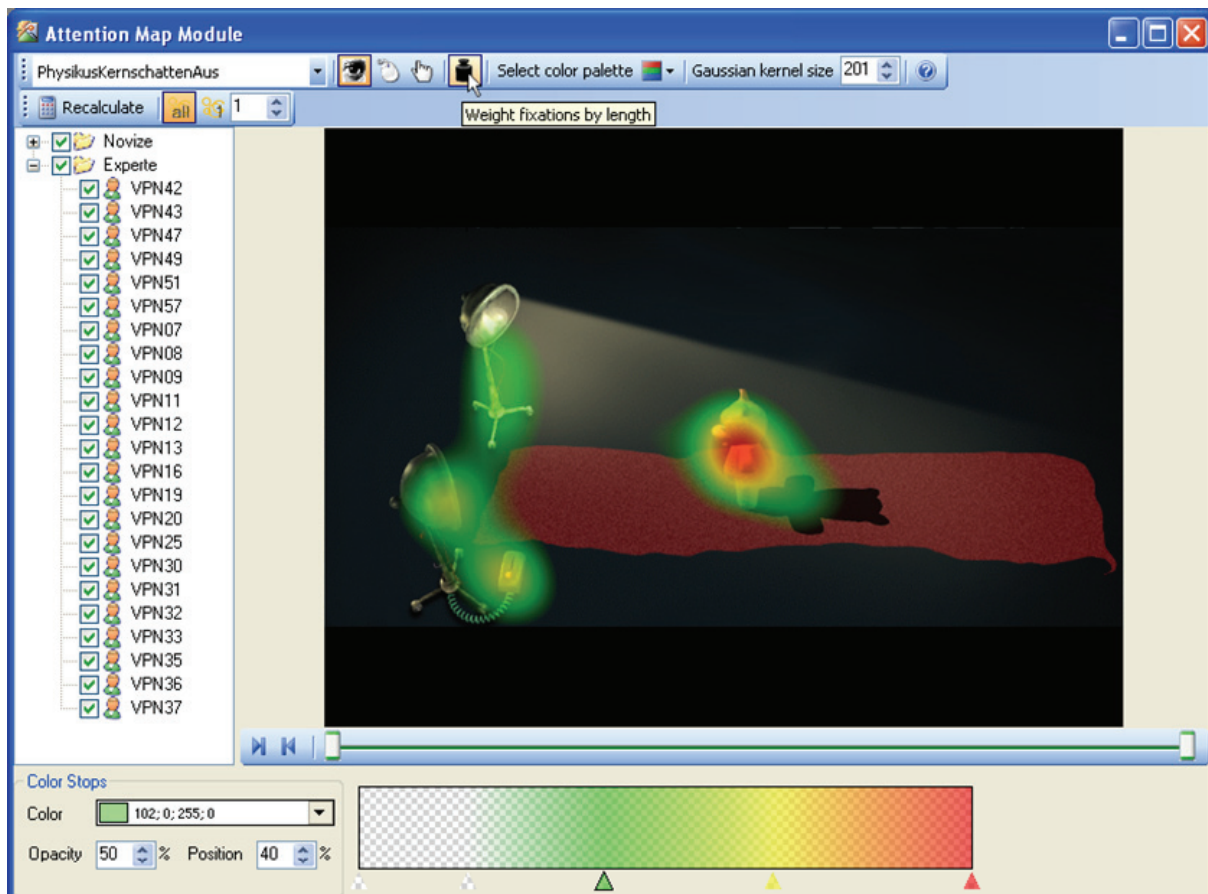 Attention Map Module
PhysikusKernschattenAus Select color palette Gaussian kernel size 201
Recalculate all 1
Weight fixations by length
Novize
Experte
VPN42
VPN43
VPN47
VPN49
VPN51
VPN57
VPN07
VPN08
VPN09
VPN11
VPN12
VPN13
VPN16
VPN19
VPN20
VPN25
VPN30
VPN31
VPN32
VPN33
VPN35
VPN36
VPN37
Color Stops
Color 102; 0; 255; 0
Opacity 50 % Position 40 %